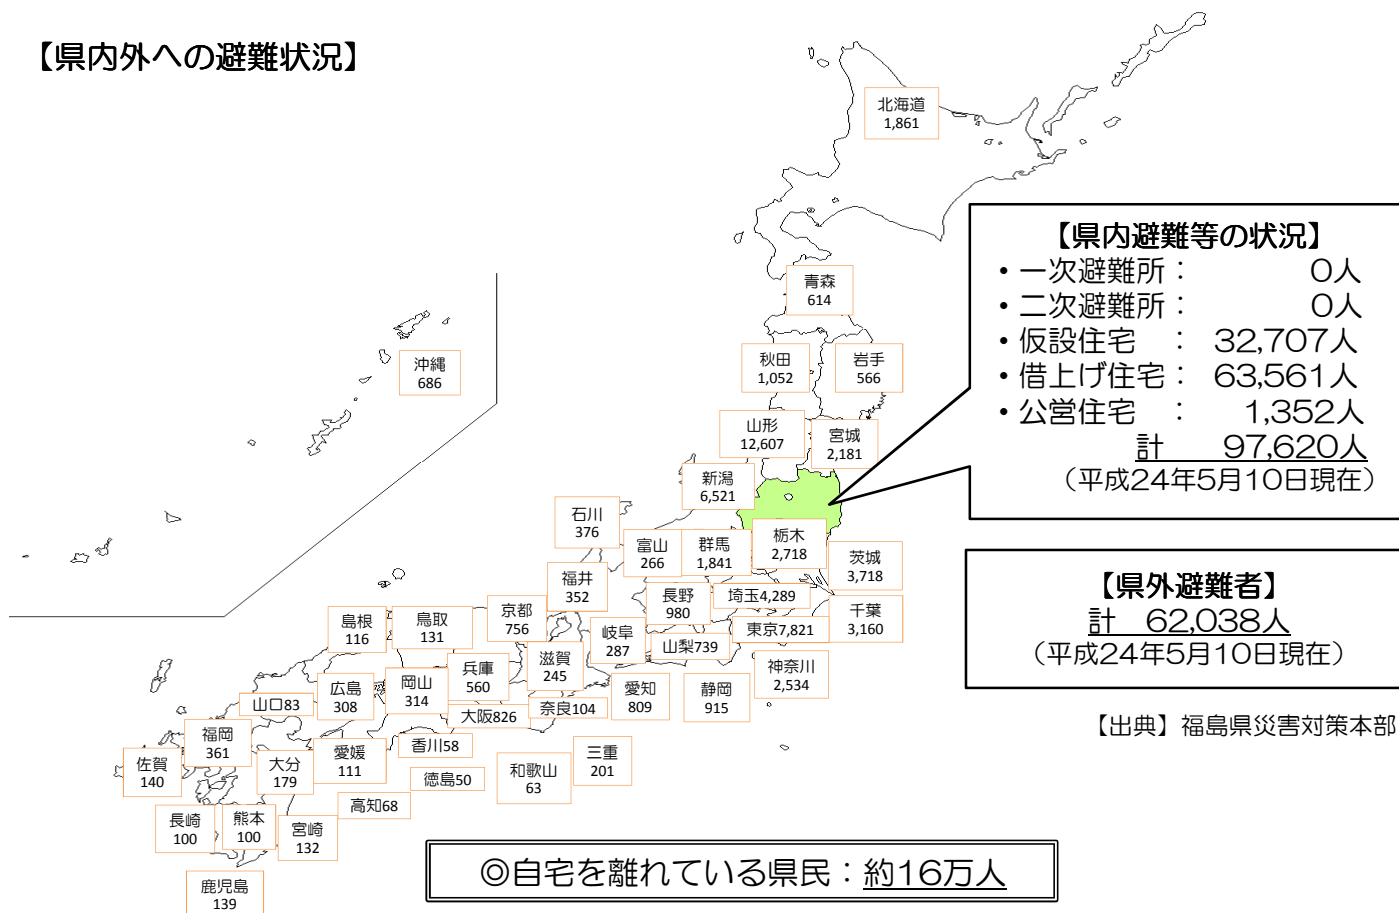 【県内外への避難状況】
北海道
1,861
【県内避難等の状況】
・一次避難所： 0人
・二次避難所： 0人
・仮設住宅 ： 32,707人
・借上げ住宅： 63,561人
・公営住宅 ： 1,352人
計 97,620人
（平成24年5月10日現在）
青森
614
沖縄
686
秋田
1,052
岩手
566
山形
12,607
宮城
2,181
新潟
6,521
石川
376
富山
266
群馬
1,841
栃木
2,718
茨城
3,718
【県外避難者】
計 62,038人
（平成24年5月10日現在）
福井
352
長野
980
埼玉4,289
千葉
3,160
島根
116
鳥取
131
京都
756
岐阜
287
山梨739
東京7,821
滋賀
245
兵庫
560
神奈川
2,534
広島
308
岡山
314
愛知
809
静岡
915
山口83
大阪826
奈良104
【出典】福島県災害対策本部
福岡
361
愛媛
111
香川58
佐賀
140
大分
179
徳島50
和歌山
63
三重
201
高知68
長崎
100
熊本
100
宮崎
132
◎自宅を離れている県民：約16万人
鹿児島
139